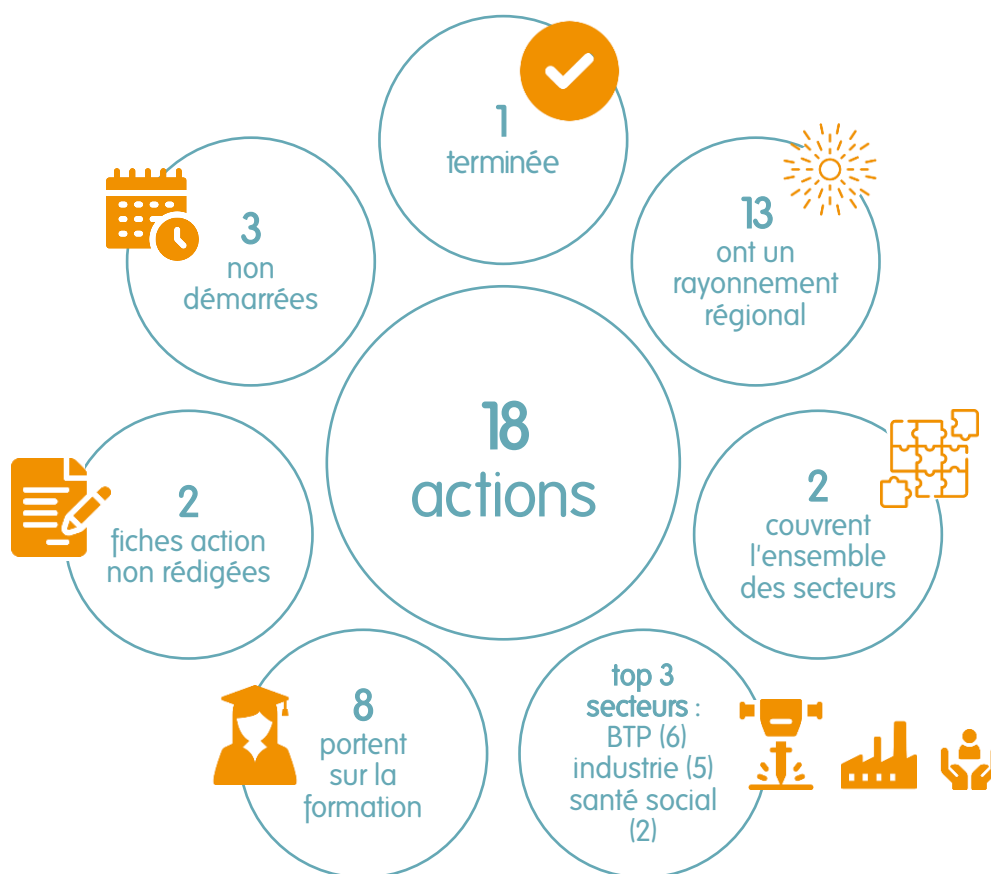 1
terminée
13
ont un
rayonnement
régional
3
non
démarrées
18
actions
2
couvrent
l'ensemble
des secteurs
2
fiches action
non rédigées
8
portent
sur la
formation
top 3
secteurs :
BTP (6)
industrie (5)
santé social
(2)